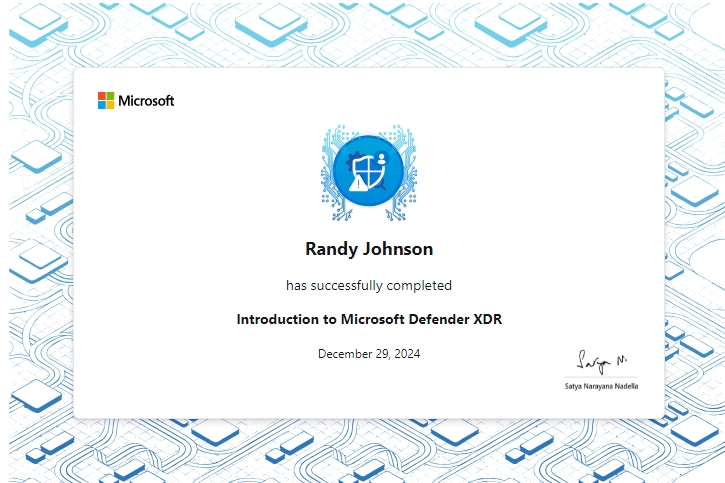 Microsoft
Randy Johnson
has successfully completed
Introduction to Microsoft Defender XDR
December 29, 2024
Satya N.
Satya Narayana Nadella